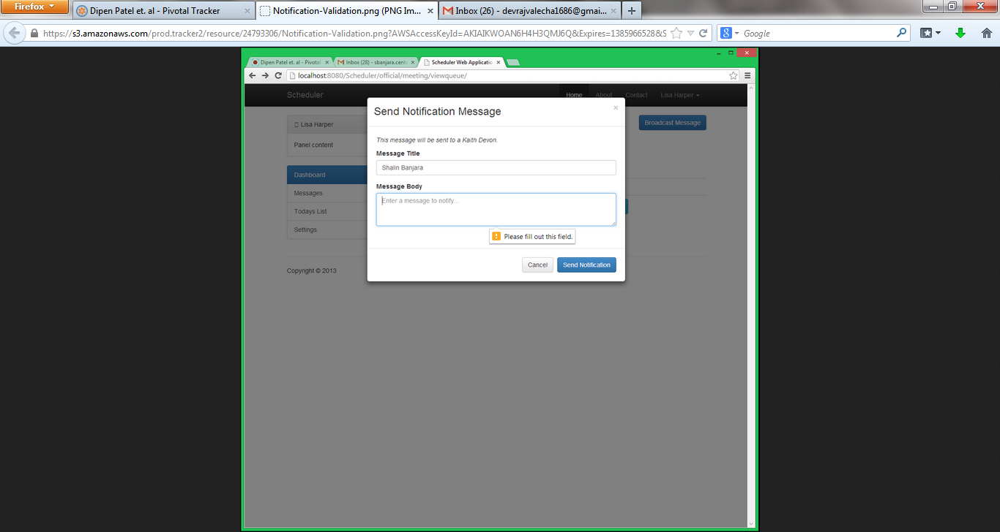 Firefox
Dipen Patel et. al - Pivotal Tracker
Notification-Validation.png (PNG Im...
Inbox (26) - devrajvalecha1686@gmai...
https://s3.amazonaws.com/prod.tracker2/resource/24793306/Notification-Validation.png?AWSAccessKeyId=AKIAIKWOAN6H4H3QMJ6Q&Expires=1385966528&S
Google
Dipen Patel et. al - Pivotal
Inbox (28) - sbanjara.cent
Scheduler Web Applicatio
localhost:8080/Scheduler/official/meeting/viewqueue/
Scheduler
Home
About
Contact
Lisa Harper
Lisa Harper
Panel content
Dashboard
Messages
Todays List
Settings
Copyright © 2013
Broadcast Message
Send Notification Message
×
This message will be sent to a Kaith Devon.
Message Title
Shalin Banjara
Message Body
Enter a message to notify...
Please fill out this field.
Cancel
Send Notification